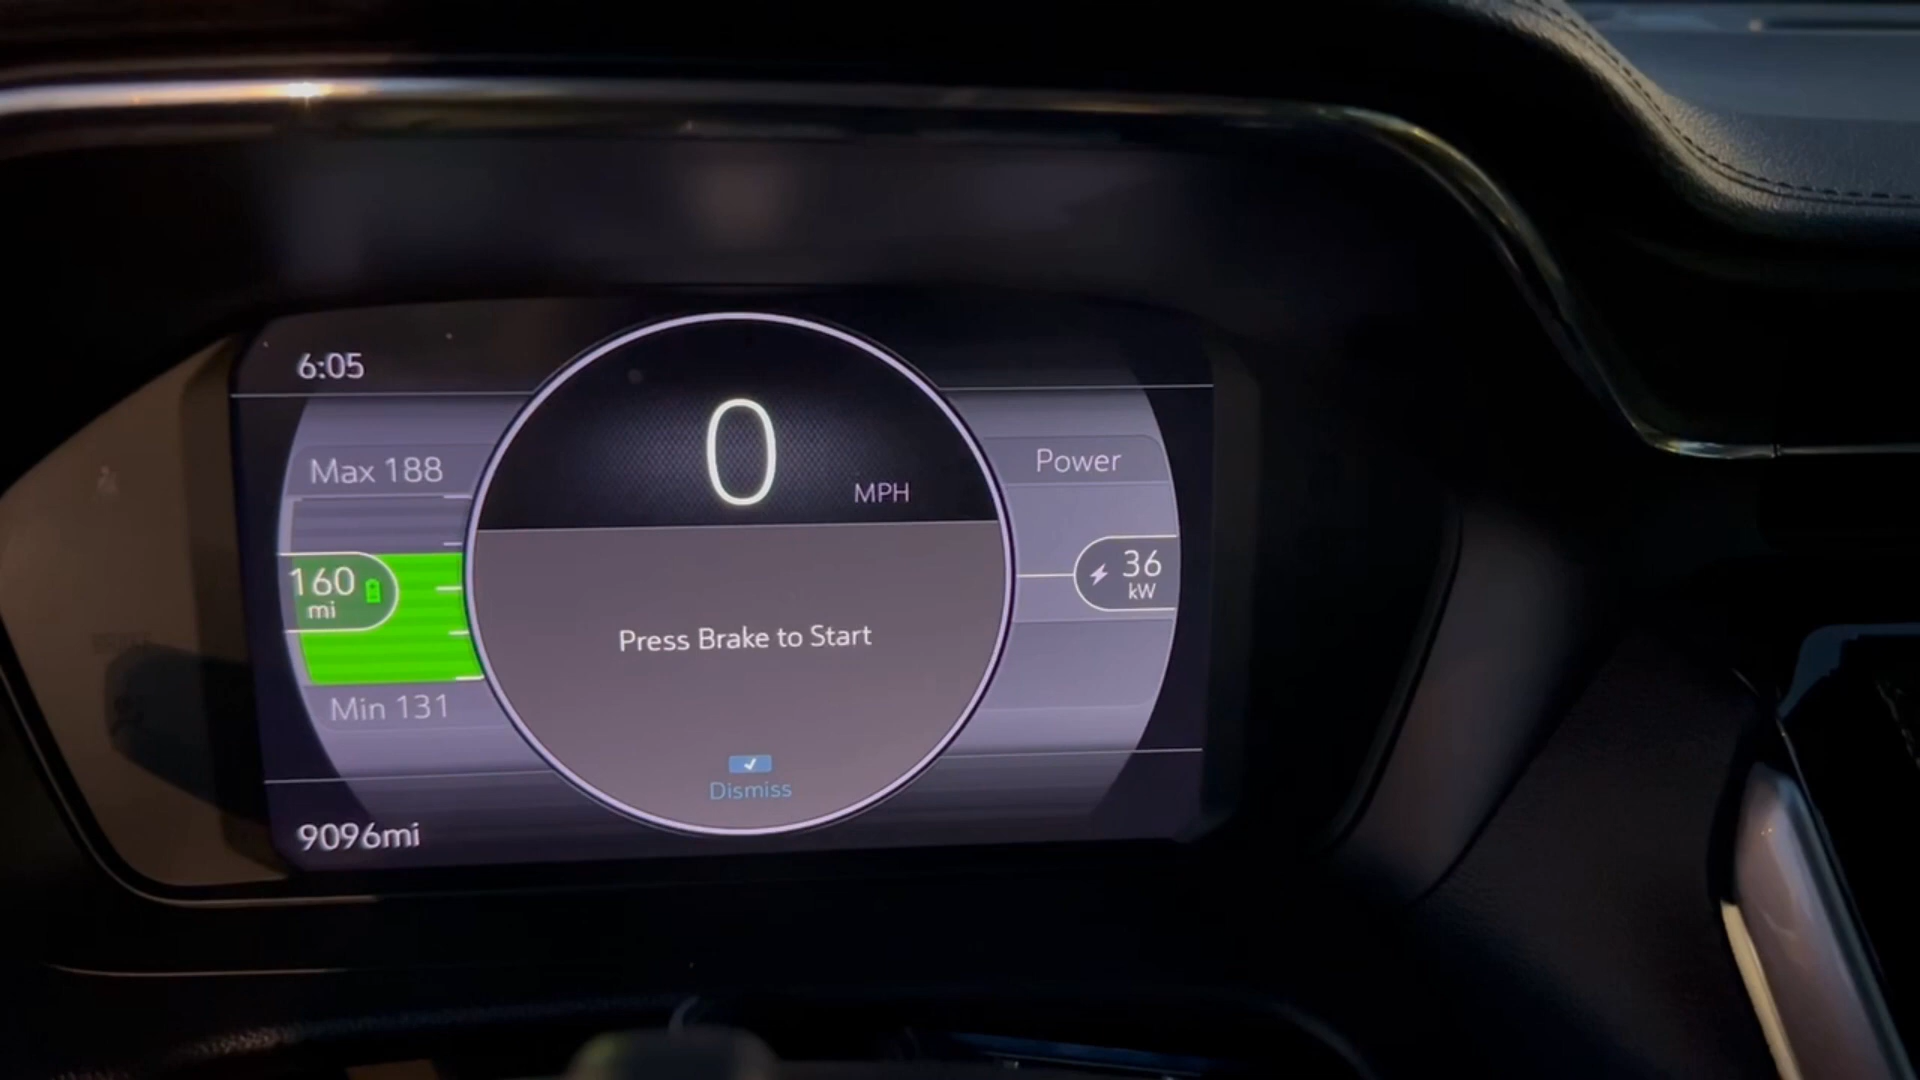 6:05
0
MPH
Max 188
Power
160
mi
36
kW
Press Brake to Start
Min 131
Dismiss
9096mi